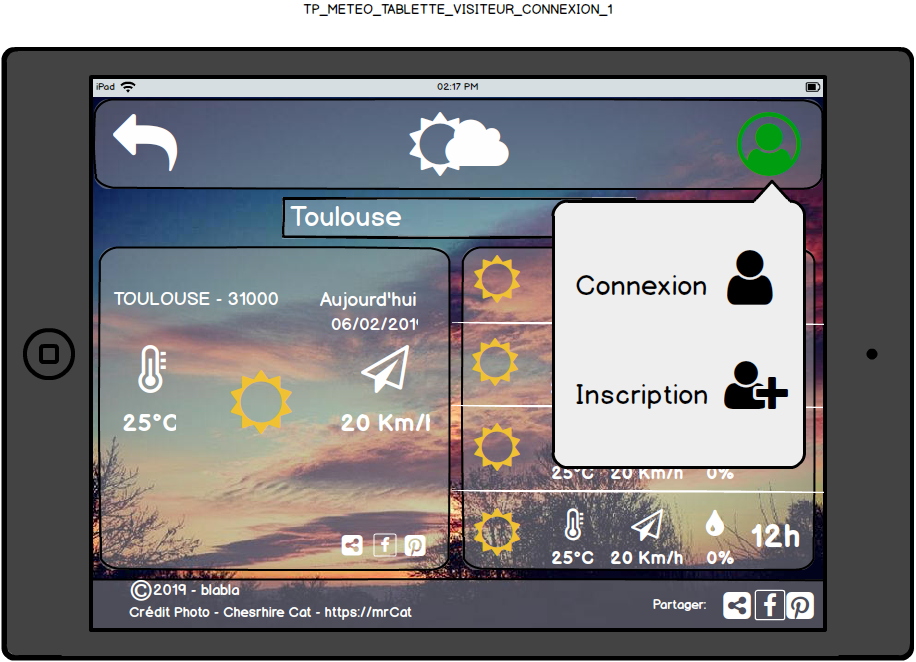 TP_METEO_TABLETTE_VISITEUR_CONNEXION_1
iPad
02:17 PM
Toulouse
TOULOUSE - 31000
Aujourd'hui
06/02/201
25°C
20 Km/l
Connexion
Inscription
25°C 20 Km/h 0%
25°C 20 Km/h 0% 12h
©2019 - blabla
Crédit Photo - Chesrhire Cat - https://mrCat
Partager: